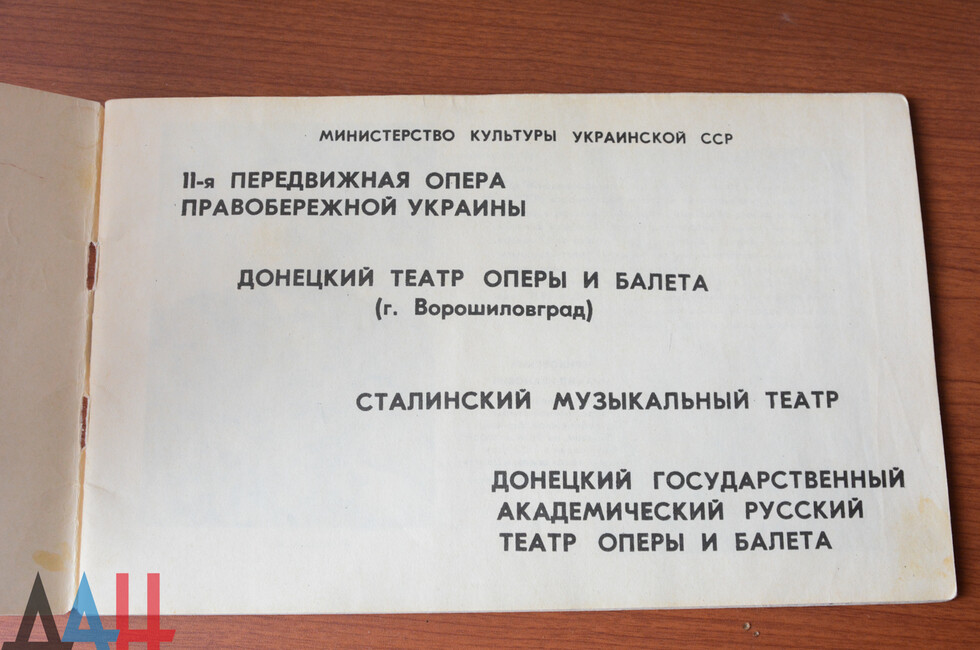 МИНИСТЕРСТВО КУЛЬТУРЫ УКРАИНСКОЙ ССР
II-я ПЕРЕДВИЖНАЯ ОПЕРА
ПРАВОБЕРЕЖНОЙ УКРАИНЫ
ДОНЕЦКИЙ ТЕАТР ОПЕРЫ И БАЛЕТА
(г. Ворошиловград)
СТАЛИНСКИЙ МУЗЫКАЛЬНЫЙ ТЕАТР
ДОНЕЦКИЙ ГОСУДАРСТВЕННЫЙ
АКАДЕМИЧЕСКИЙ РУССКИЙ
ТЕАТР ОПЕРЫ И БАЛЕТА
ДАН